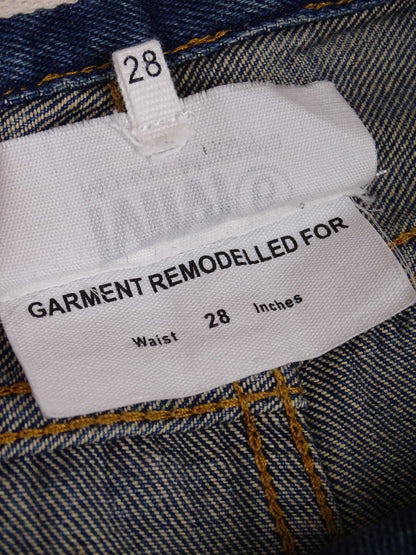 28
GARMENT REMODELLED FOR
Waist 28 Inches